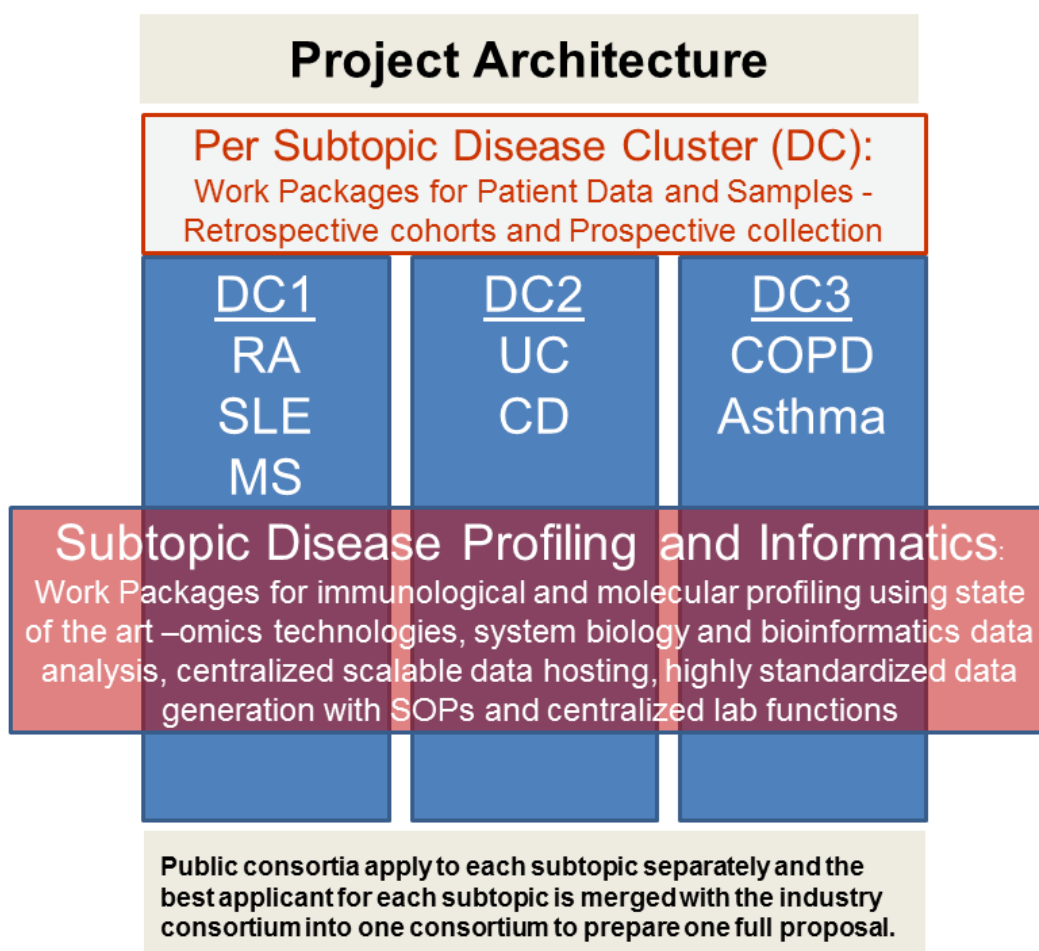 Project Architecture
Per Subtopic Disease Cluster (DC):
Work Packages for Patient Data and Samples -
Retrospective cohorts and Prospective collection
DC1
RA
SLE
MS
DC2
UC
CD
DC3
COPD
Asthma
Subtopic Disease Profiling and Informatics:
Work Packages for immunological and molecular profiling using state
of the art –omics technologies, system biology and bioinformatics data
analysis, centralized scalable data hosting, highly standardized data
generation with SOPs and centralized lab functions
Public consortia apply to each subtopic separately and the
best applicant for each subtopic is merged with the industry
consortium into one consortium to prepare one full proposal.